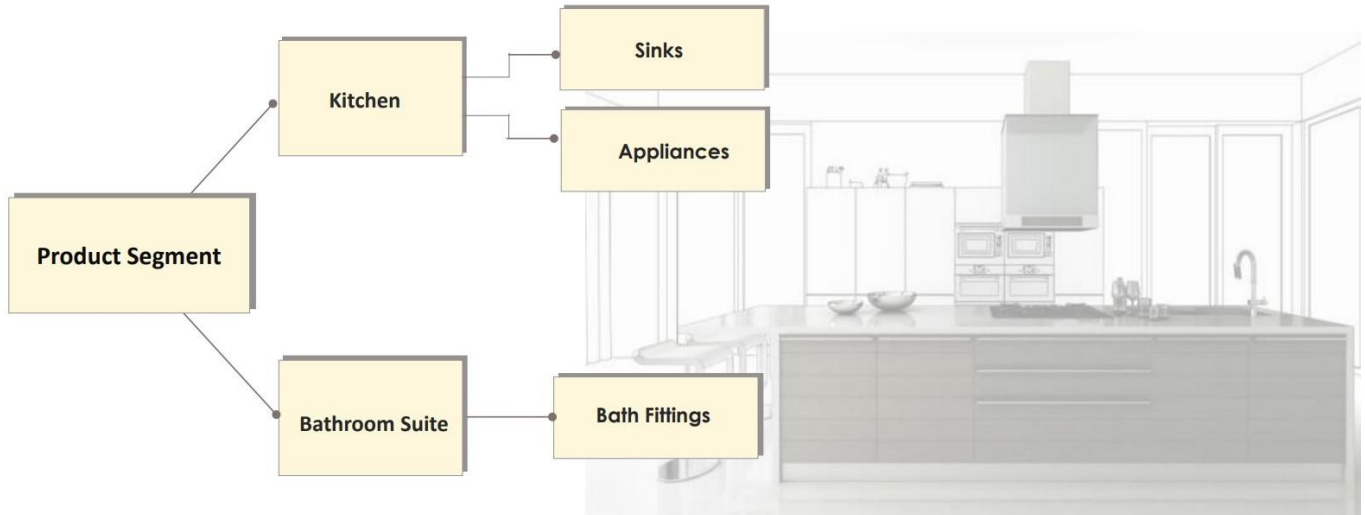 Sinks
Kitchen
Appliances
Product Segment
Bathroom Suite
Bath Fittings